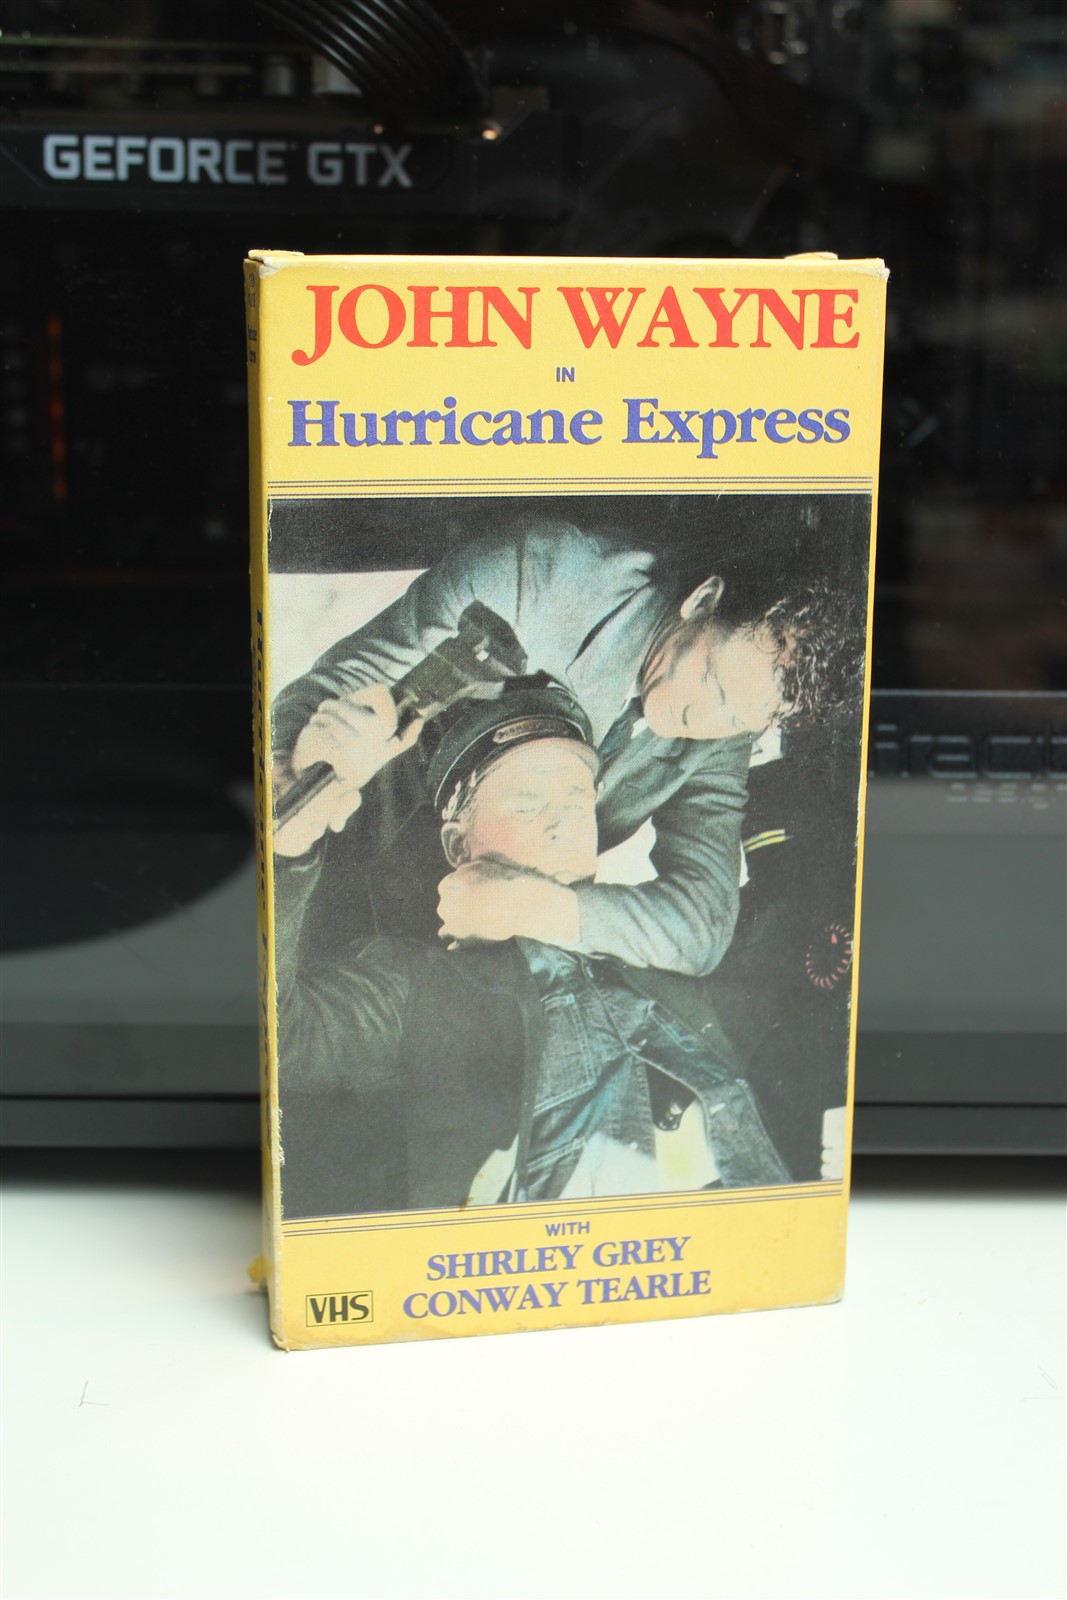 GEFORCE GTX
JOHN WAYNE
IN
Hurricane Express
WITH
SHIRLEY GREY
CONWAY TEARLE
VHS